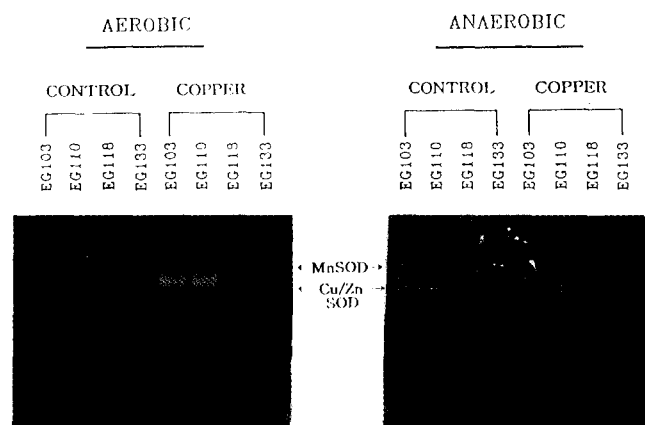 AEROBIC ANAEROBIC
CONTROL COPPER CONTROL COPPER
EG103 EG110 EG118 EG133 EG103 EG110 EG118 EG133 EG103 EG110 EG118 EG133 EG103 EG110 EG118 EG133
MnSOD
Cu/Zn
SOD